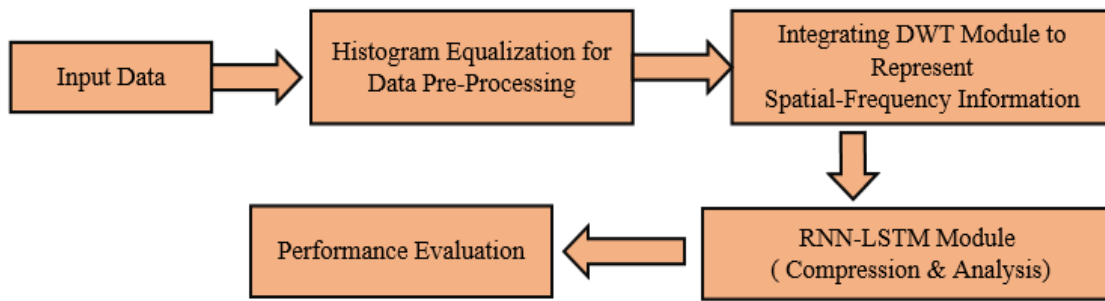 Input Data
Histogram Equalization for
Data Pre-Processing
Integrating DWT Module to
Represent
Spatial-Frequency Information
RNN-LSTM Module
( Compression & Analysis)
Performance Evaluation